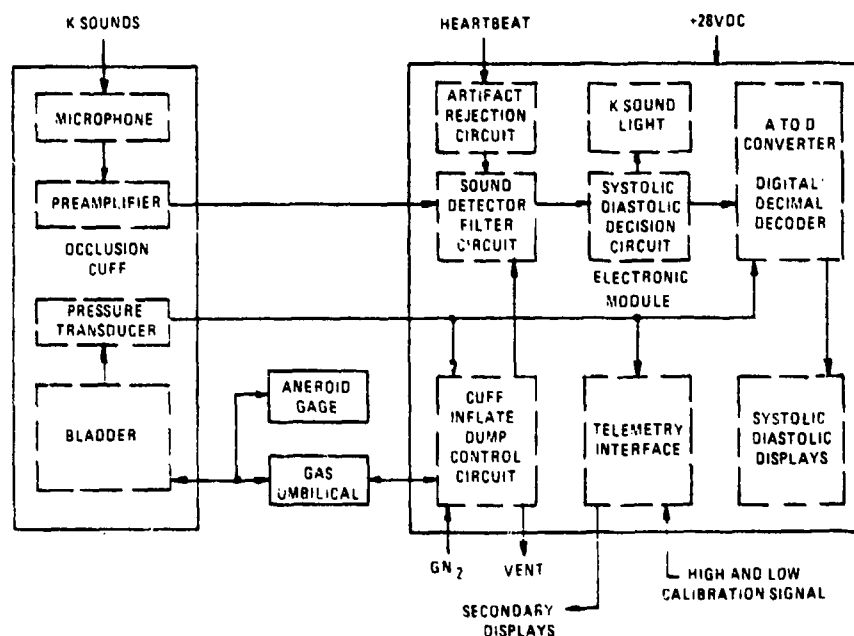 K SOUNDS
HEARTBEAT
+28VDC
MICROPHONE
PREAMPLIFIER
OCCLUSION
CUFF
PRESSURE
TRANSDUCER
BLADDER
ANEROID
GAGE
GAS
UMBILICAL
ARTIFACT
REJECTION
CIRCUIT
K SOUND
LIGHT
A TO D
CONVERTER
DIGITAL
DECIMAL
DECODER
SOUND
DETECTOR
FILTER
CIRCUIT
SYSTOLIC
DIASTOLIC
DECISION
CIRCUIT
ELECTRONIC
MODULE
CUFF
INFLATE
DUMP
CONTROL
CIRCUIT
TELEMETRY
INTERFACE
SYSTOLIC
DIASTOLIC
DISPLAYS
GN2
VENT
SECONDARY
DISPLAYS
HIGH AND LOW
CALIBRATION SIGNAL